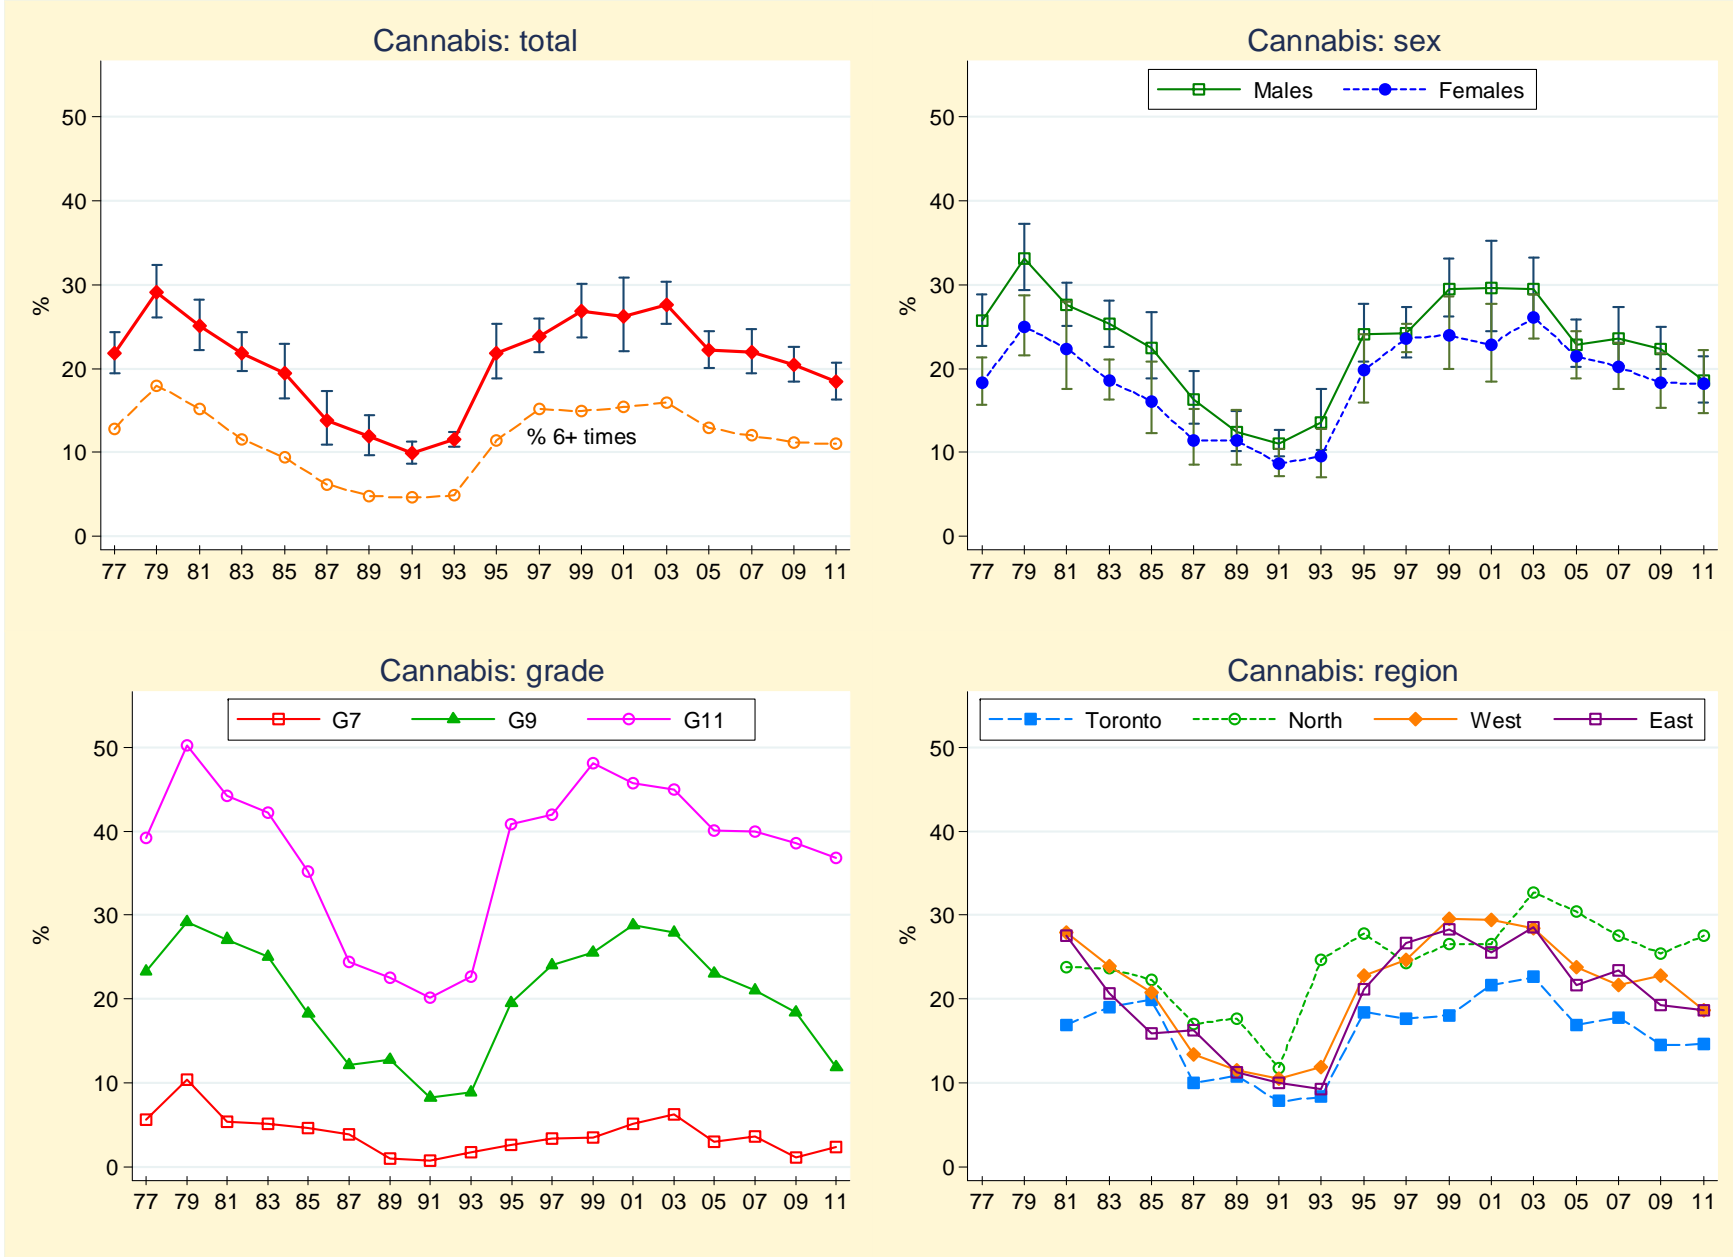 Cannabis: total
50
40
30
20
10
0
%
% 6+ times
77 79 81 83 85 87 89 91 93 95 97 99 01 03 05 07 09 11
Cannabis: sex
Males Females
50
40
30
20
10
0
%
77 79 81 83 85 87 89 91 93 95 97 99 01 03 05 07 09 11
Cannabis: grade
G7 G9 G11
50
40
30
20
10
0
%
77 79 81 83 85 87 89 91 93 95 97 99 01 03 05 07 09 11
Cannabis: region
Toronto North West East
50
40
30
20
10
0
%
77 79 81 83 85 87 89 91 93 95 97 99 01 03 05 07 09 11